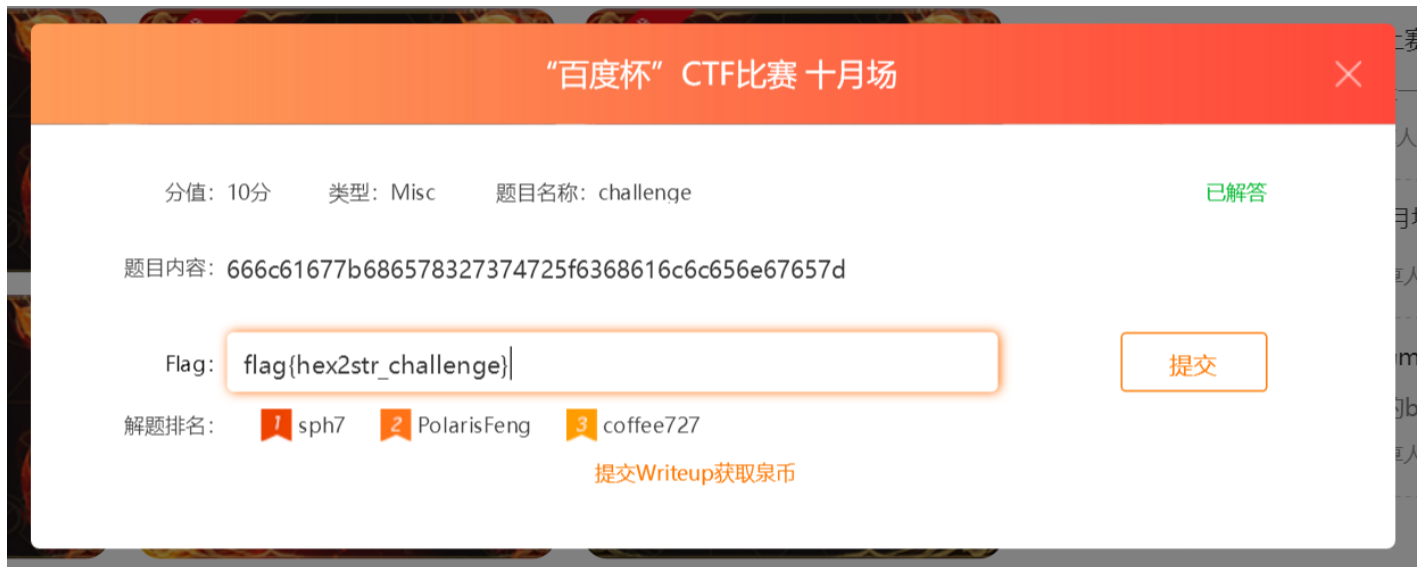 “百度杯”CTF比赛 十月场
分值：10分 类型：Misc 题目名称：challenge 已解答
题目内容：666c61677b686578327374725f6368616c6c656e67657d
Flag： flag{hex2str_challenge} 提交
解题排名： 1 sph7 2 PolarisFeng 3 coffee727
提交Writeup获取泉币